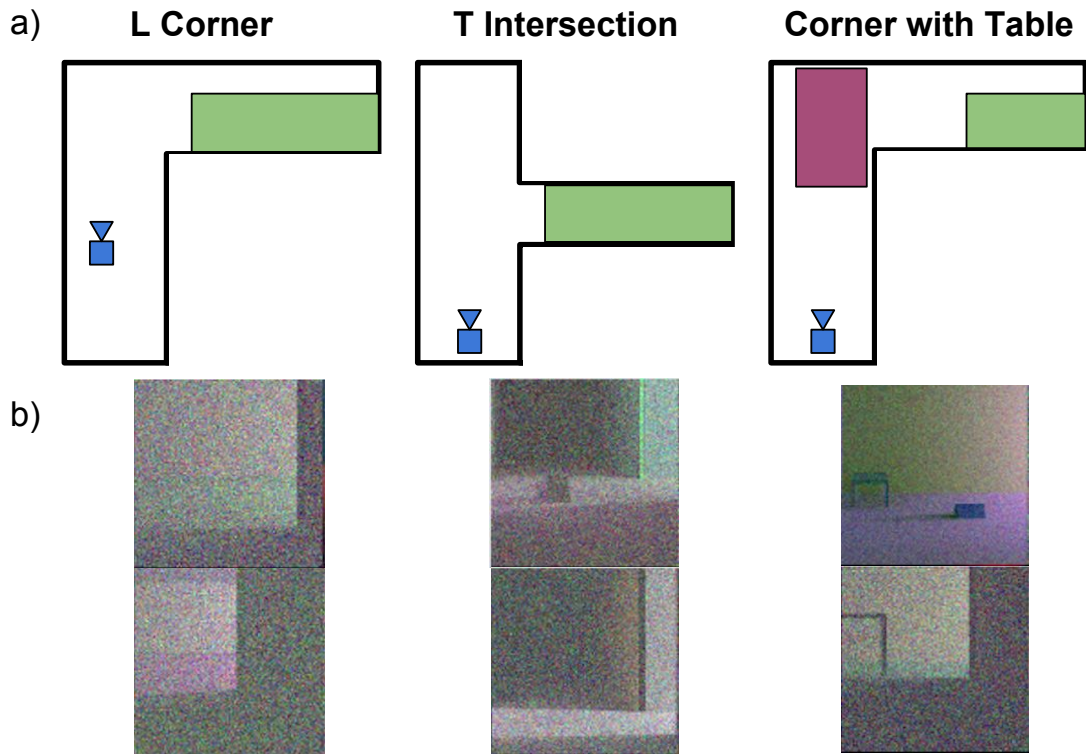 a)
L Corner
T Intersection
Corner with Table
b)